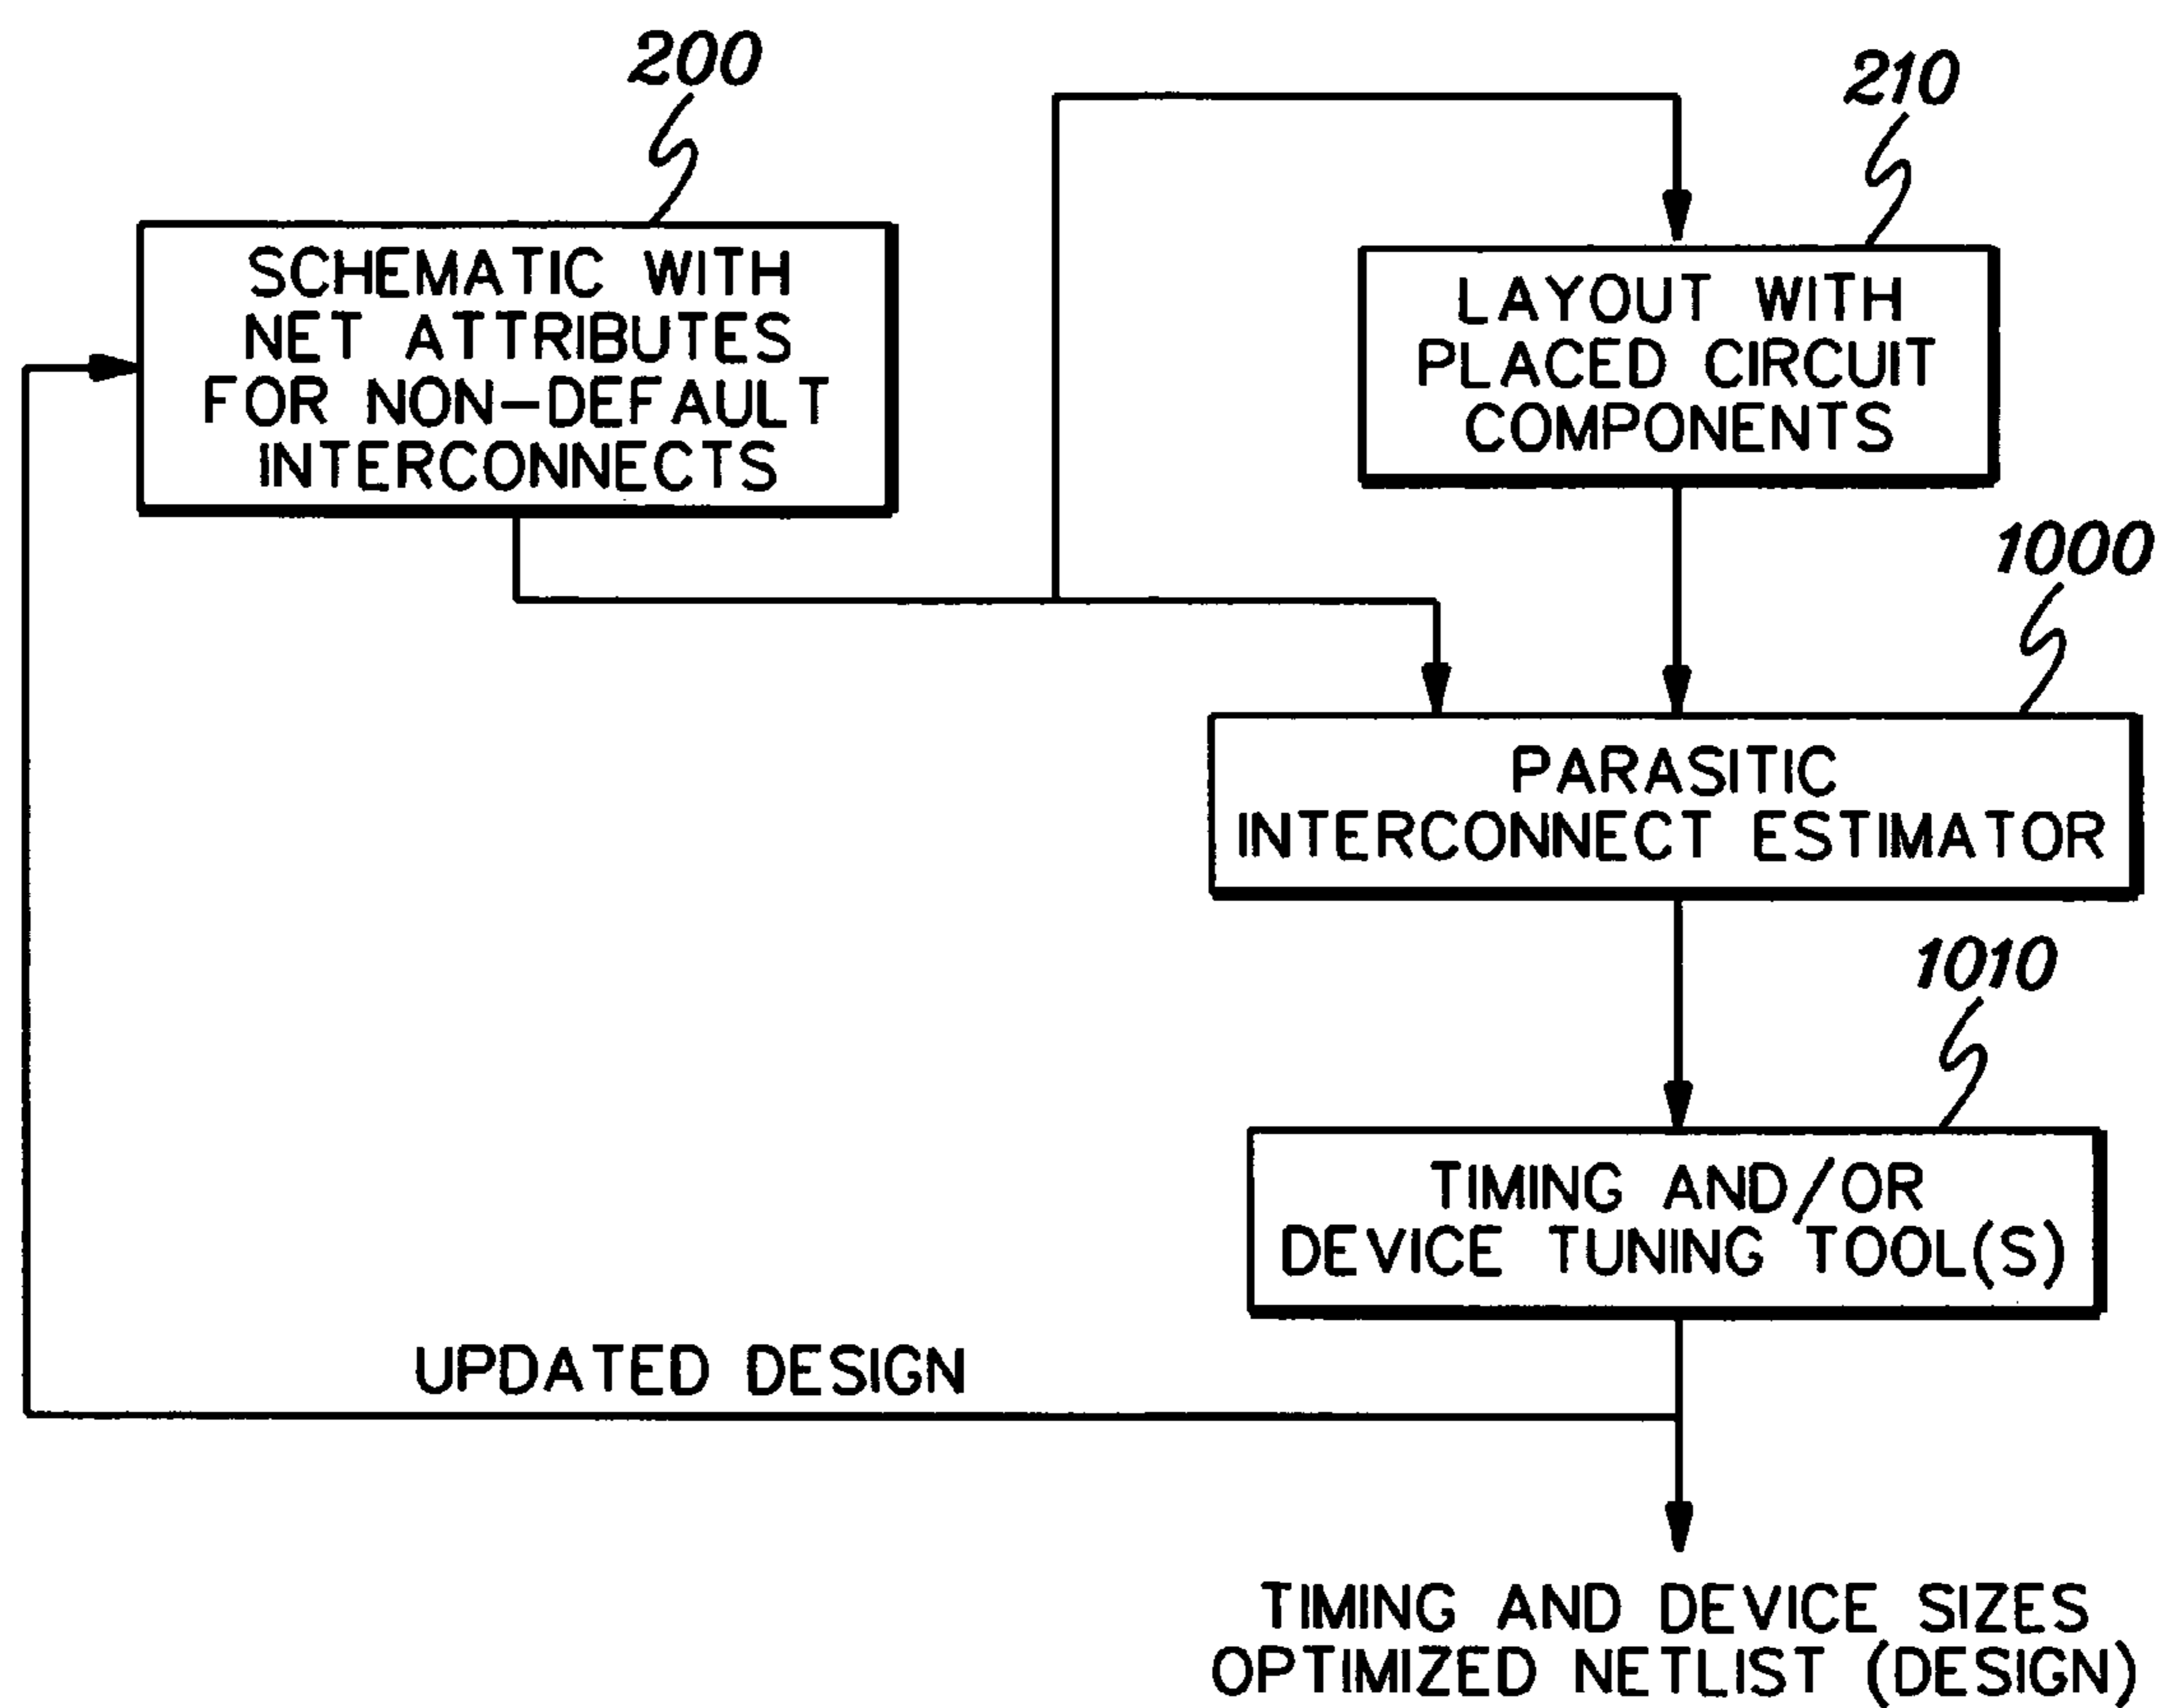 200
SCHEMATIC WITH
NET ATTRIBUTES
FOR NON-DEFAULT
INTERCONNECTS
210
LAYOUT WITH
PLACED CIRCUIT
COMPONENTS
1000
PARASITIC
INTERCONNECT ESTIMATOR
1010
TIMING AND/OR
DEVICE TUNING TOOL(S)
UPDATED DESIGN
TIMING AND DEVICE SIZES
OPTIMIZED NETLIST (DESIGN)